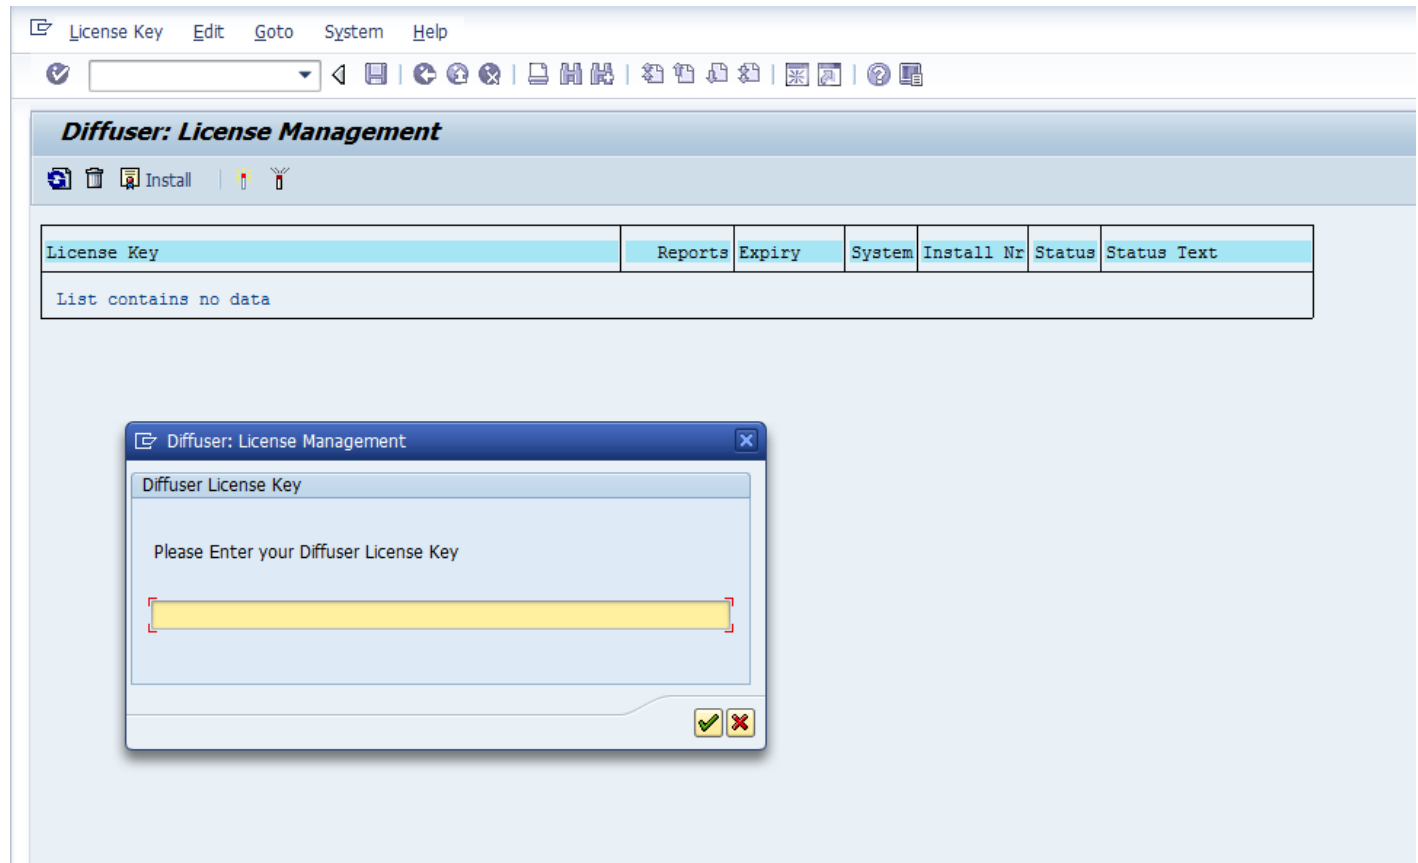 License Key Edit Goto System Help
Diffuser: License Management
Install
License Key Reports Expiry System Install Nr Status Status Text
List contains no data
Diffuser: License Management
Diffuser License Key
Please Enter your Diffuser License Key